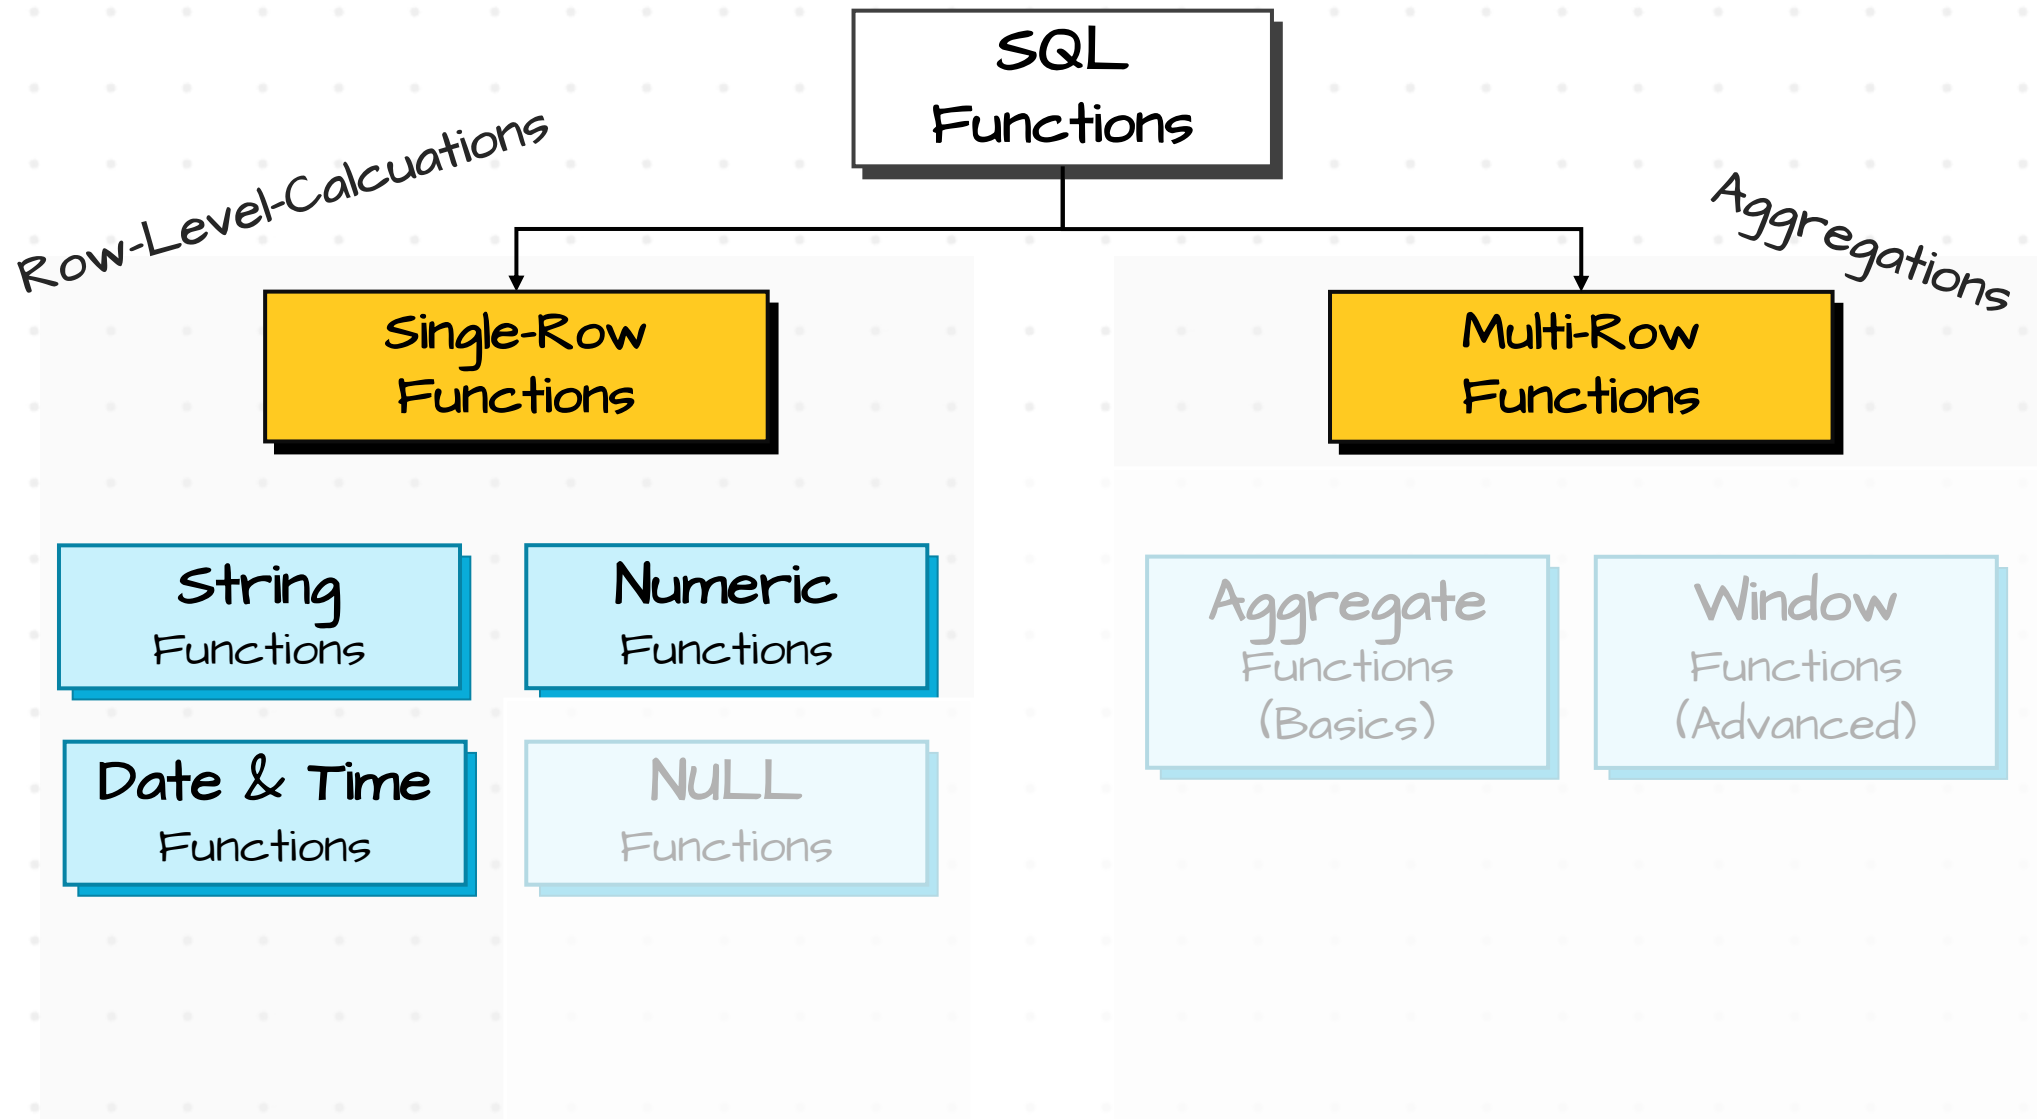 SQL
Functions
Row-Level-Calcuations
Aggregations
Single-Row
Functions
Multi-Row
Functions
String
Functions
Numeric
Functions
Date & Time
Functions
NULL
Functions
Aggregate
Functions
(Basics)
Window
Functions
(Advanced)